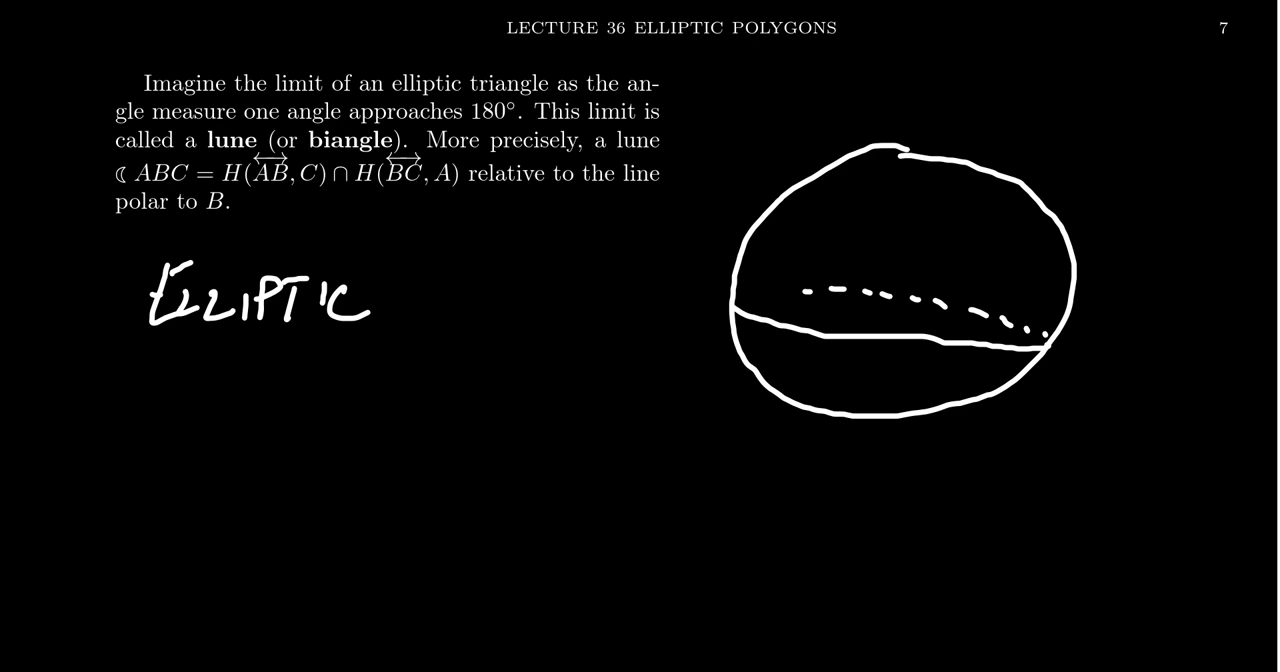 LECTURE 36 ELLIPTIC POLYGONS 7
Imagine the limit of an elliptic triangle as the an-
gle measure one angle approaches 180°. This limit is
called a lune (or biangle). More precisely, a lune
☾ ABC = H(\overleftrightarrow{AB}, C) ∩ H(\overleftrightarrow{BC}, A) relative to the line
polar to B.
ELLIPTIC